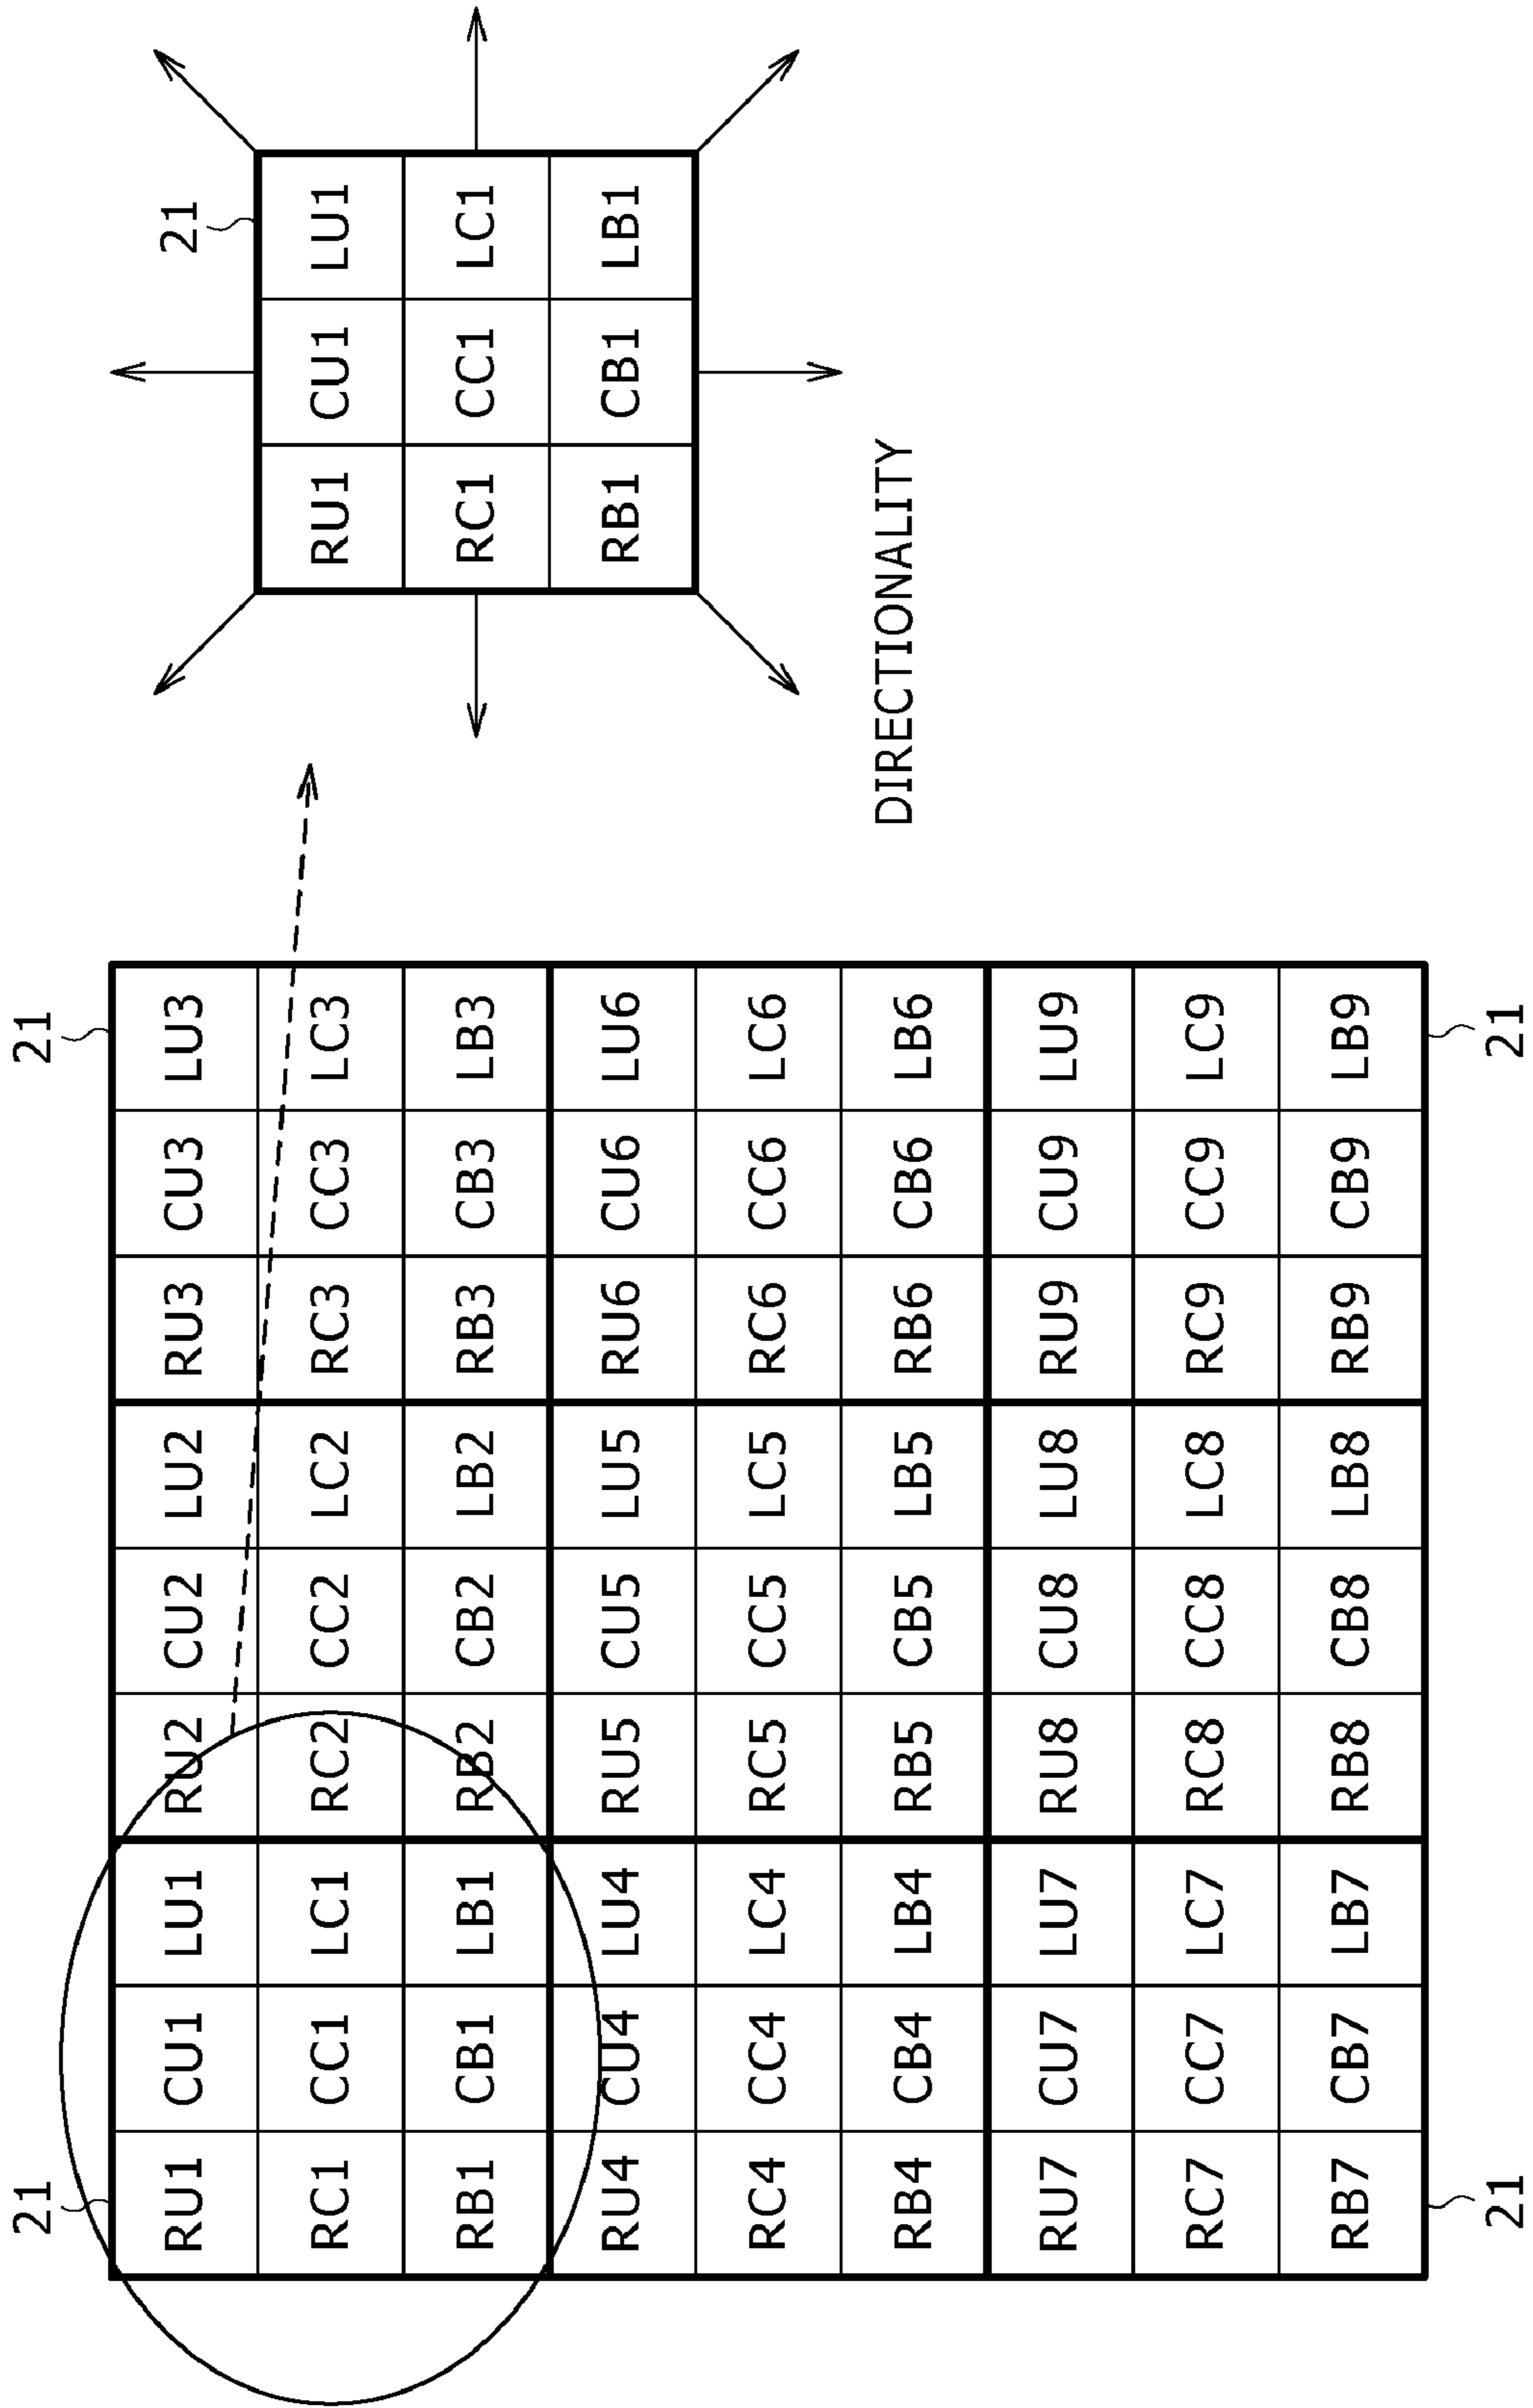 21 21
RU1 CU1 LU1 RU2 CU2 LU2 RU3 CU3 LU3
RC1 CC1 LC1 RC2 CC2 LC2 RC3 CC3 LC3
RB1 CB1 LB1 RB2 CB2 LB2 RB3 CB3 LB3
RU4 CU4 LU4 RU5 CU5 LU5 RU6 CU6 LU6
RC4 CC4 LC4 RC5 CC5 LC5 RC6 CC6 LC6
RB4 CB4 LB4 RB5 CB5 LB5 RB6 CB6 LB6
RU7 CU7 LU7 RU8 CU8 LU8 RU9 CU9 LU9
RC7 CC7 LC7 RC8 CC8 LC8 RC9 CC9 LC9
RB7 CB7 LB7 RB8 CB8 LB8 RB9 CB9 LB9
21 21
21
RU1 CU1 LU1
RC1 CC1 LC1
RB1 CB1 LB1
DIRECTIONALITY